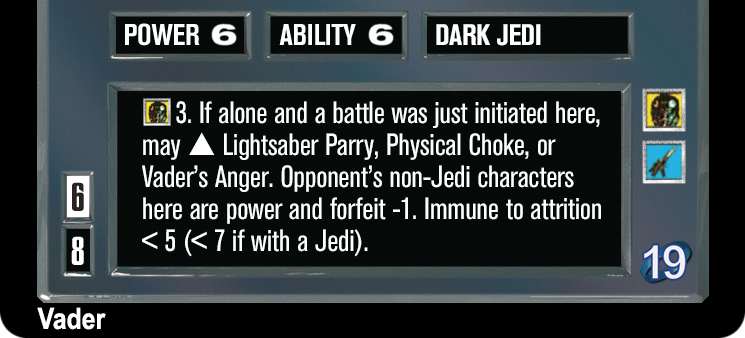 POWER 6 ABILITY 6 DARK JEDI
3. If alone and a battle was just initiated here,
may ▲ Lightsaber Parry, Physical Choke, or
Vader's Anger. Opponent's non-Jedi characters
here are power and forfeit -1. Immune to attrition
< 5 (< 7 if with a Jedi).
6
8
19
Vader